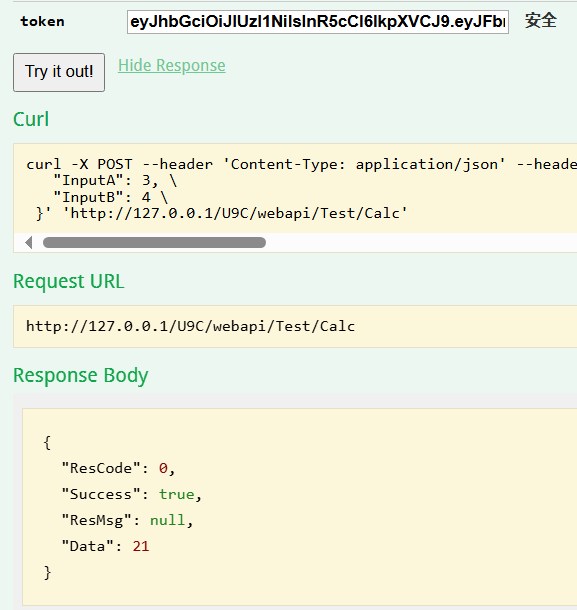 token eyJhbGciOiJIUzI1NiIsInR5cCI6IkpXVCJ9.eyJFb 安全
Try it out! Hide Response
Curl
curl -X POST --header 'Content-Type: application/json' --heade
"InputA": 3, \
"InputB": 4 \
}' 'http://127.0.0.1/U9C/webapi/Test/Calc'
Request URL
http://127.0.0.1/U9C/webapi/Test/Calc
Response Body
{
"ResCode": 0,
"Success": true,
"ResMsg": null,
"Data": 21
}